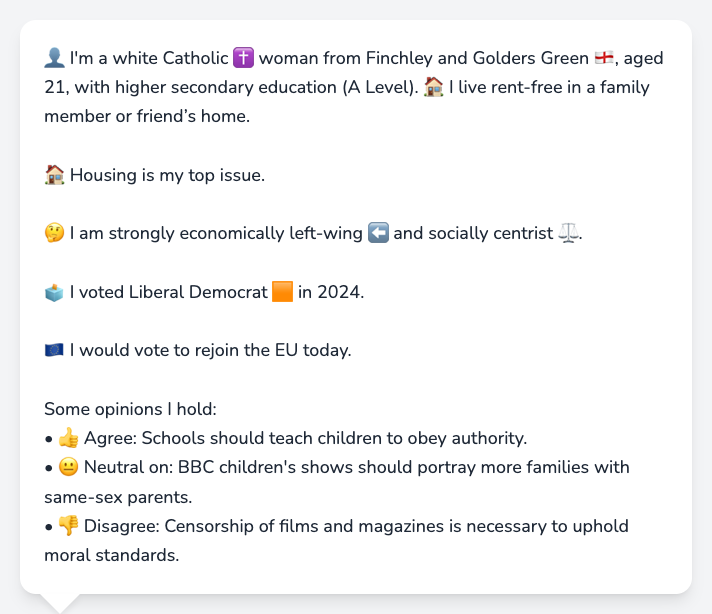 👤 I'm a white Catholic ✝️ woman from Finchley and Golders Green 🏴󠁧󠁢󠁥󠁮󠁧󠁿, aged
21, with higher secondary education (A Level). 🏠 I live rent-free in a family
member or friend’s home.
🏠 Housing is my top issue.
🤔 I am strongly economically left-wing ⬅️ and socially centrist ⚖️.
🗳️ I voted Liberal Democrat 🟧 in 2024.
🇪🇺 I would vote to rejoin the EU today.
Some opinions I hold:
• 👍 Agree: Schools should teach children to obey authority.
• 😐 Neutral on: BBC children's shows should portray more families with
same-sex parents.
• 👎 Disagree: Censorship of films and magazines is necessary to uphold
moral standards.